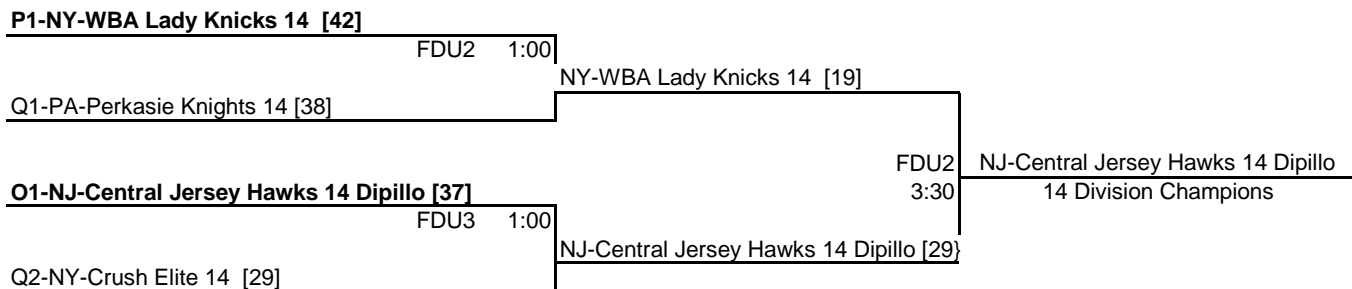 P1-NY-WBA Lady Knicks 14  [42]
FDU2 1:00
NY-WBA Lady Knicks 14  [19]
Q1-PA-Perkasie Knights 14 [38]
FDU2 NJ-Central Jersey Hawks 14 Dipillo
O1-NJ-Central Jersey Hawks 14 Dipillo [37] 3:30 14 Division Champions
FDU3 1:00
NJ-Central Jersey Hawks 14 Dipillo [29}
Q2-NY-Crush Elite 14  [29]